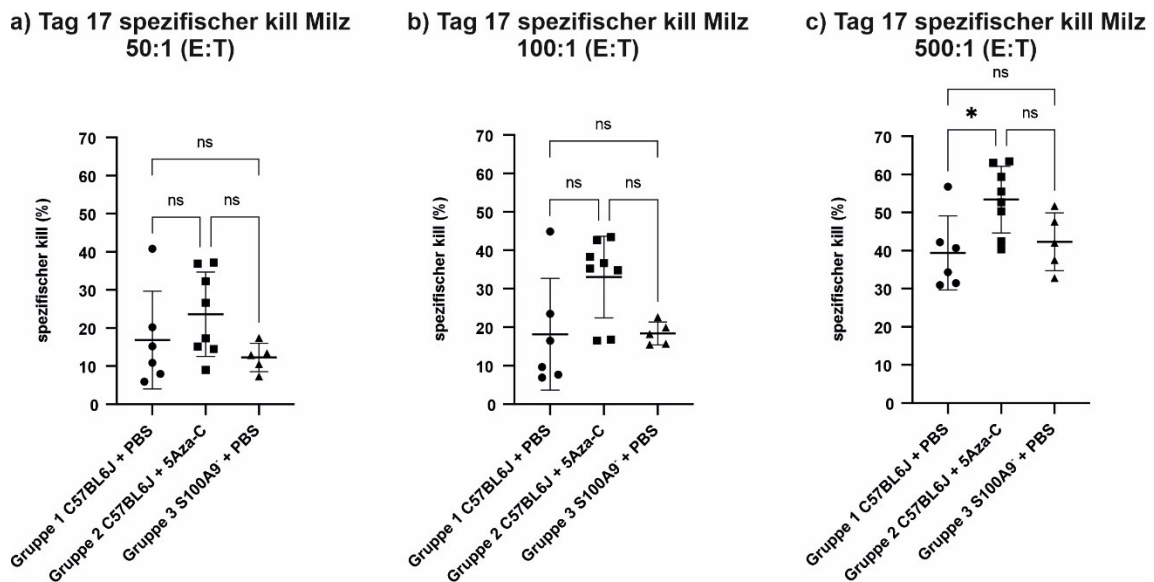 a) Tag 17 spezifischer kill Milz
50:1 (E:T)
ns
ns
ns
spezifischer kill (%)
70
60
50
40
30
20
10
0
Gruppe 1 C57BL6J + PBS
Gruppe 2 C57BL6J + 5Aza-C
Gruppe 3 S100A9⁻ + PBS
b) Tag 17 spezifischer kill Milz
100:1 (E:T)
ns
ns
ns
spezifischer kill (%)
70
60
50
40
30
20
10
0
Gruppe 1 C57BL6J + PBS
Gruppe 2 C57BL6J + 5Aza-C
Gruppe 3 S100A9⁻ + PBS
c) Tag 17 spezifischer kill Milz
500:1 (E:T)
ns
*
ns
spezifischer kill (%)
70
60
50
40
30
20
10
0
Gruppe 1 C57BL6J + PBS
Gruppe 2 C57BL6J + 5Aza-C
Gruppe 3 S100A9⁻ + PBS